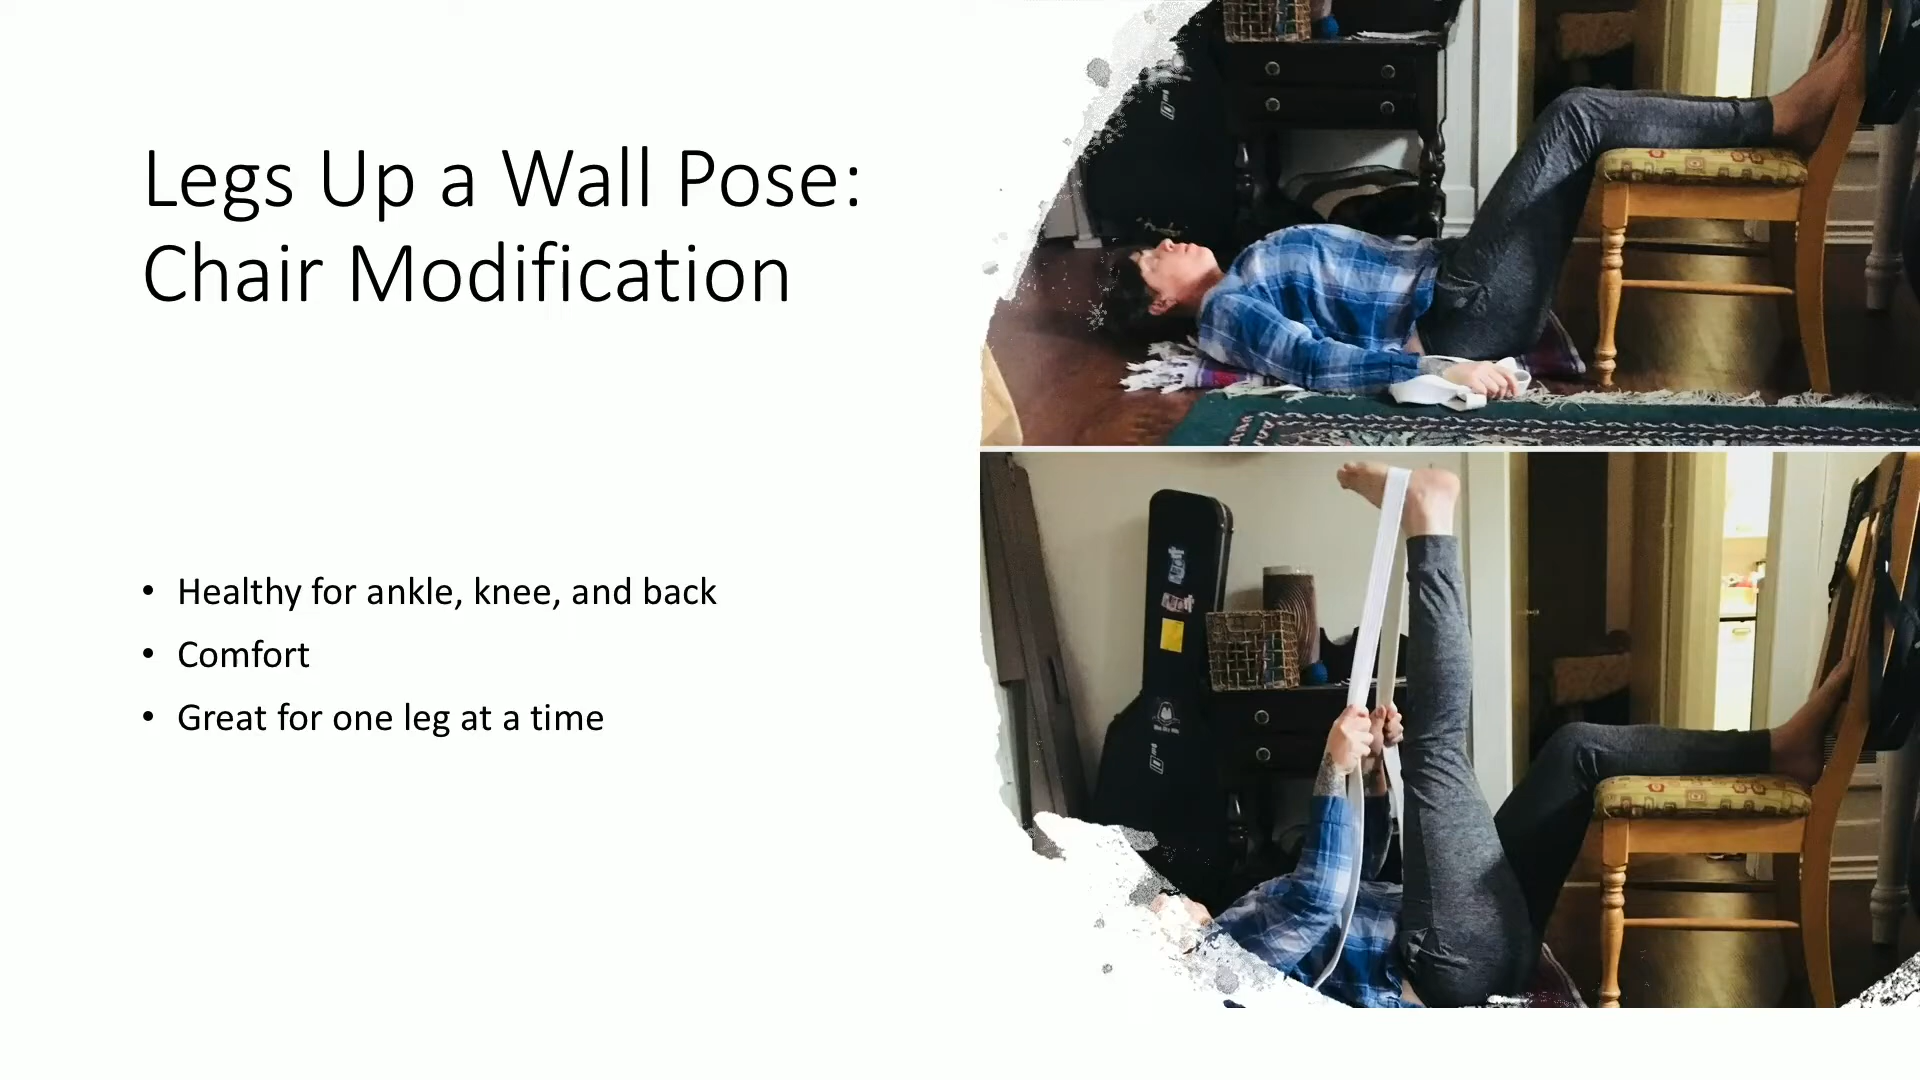 Legs Up a Wall Pose:
Chair Modification
• Healthy for ankle, knee, and back
• Comfort
• Great for one leg at a time